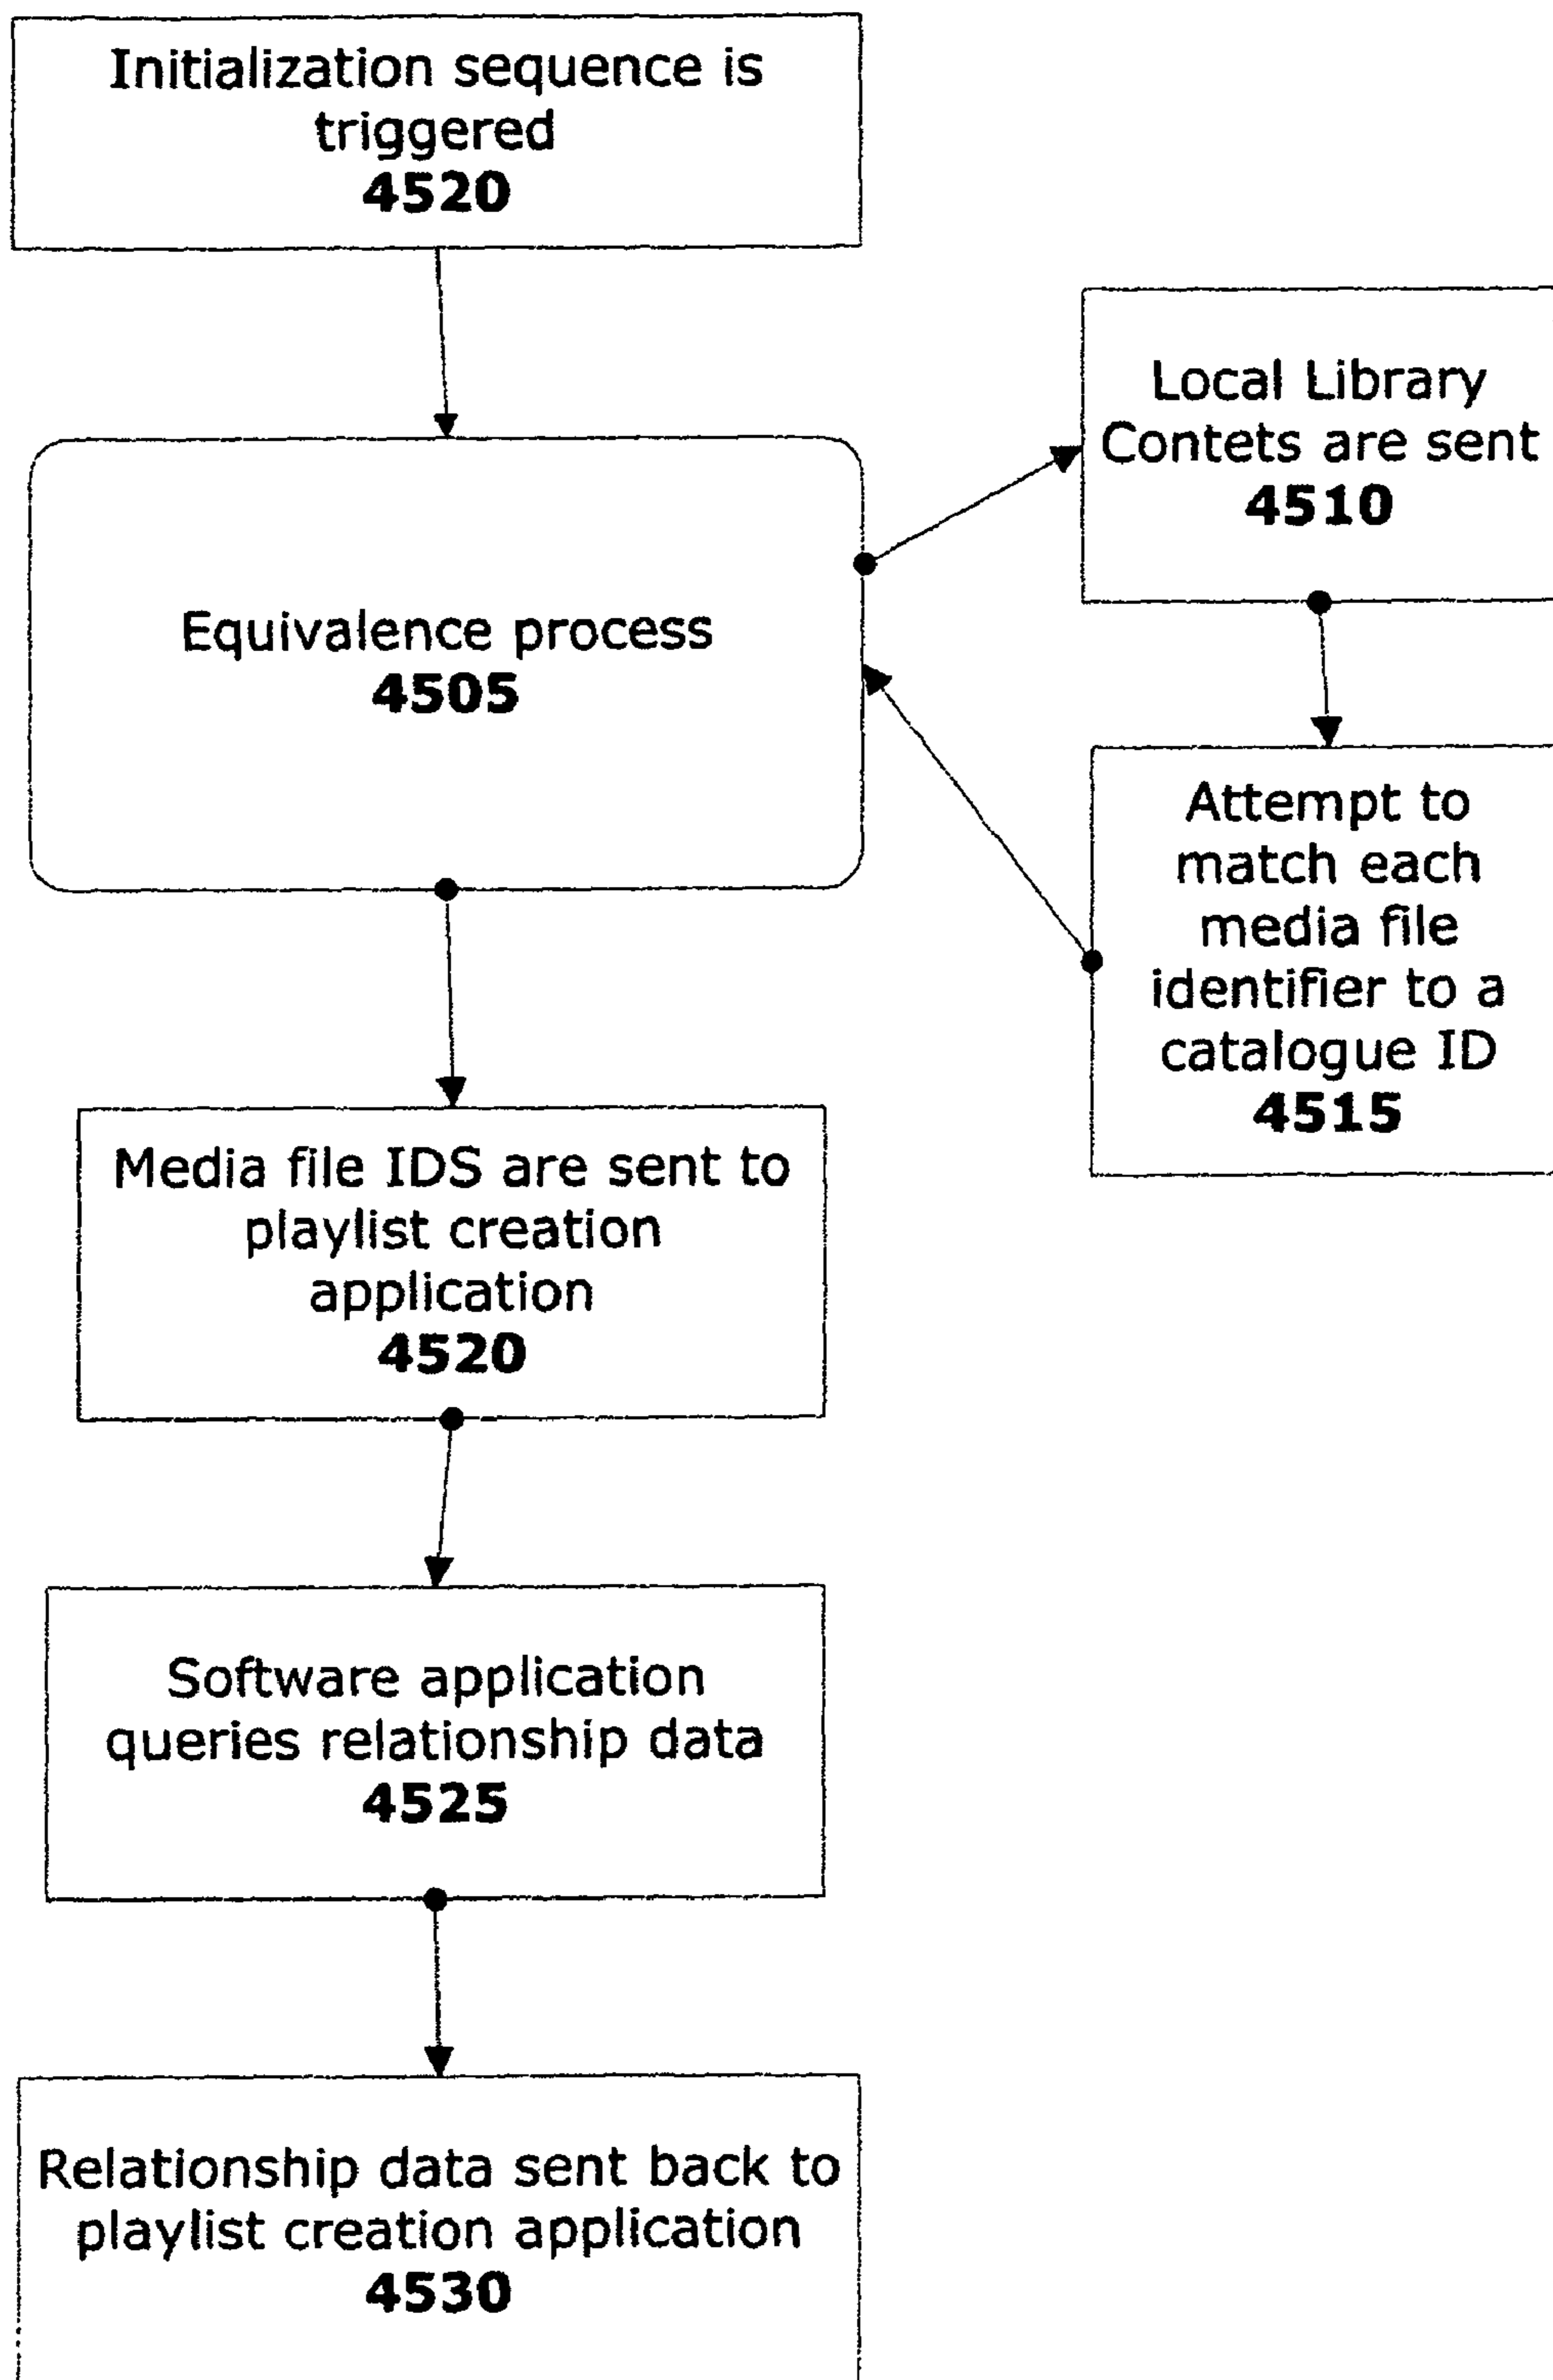 Initialization sequence is
triggered
4520
Local Library
Contets are sent
4510
Equivalence process
4505
Attempt to
match each
media file
identifier to a
catalogue ID
4515
Media file IDS are sent to
playlist creation
application
4520
Software application
queries relationship data
4525
Relationship data sent back to
playlist creation application
4530